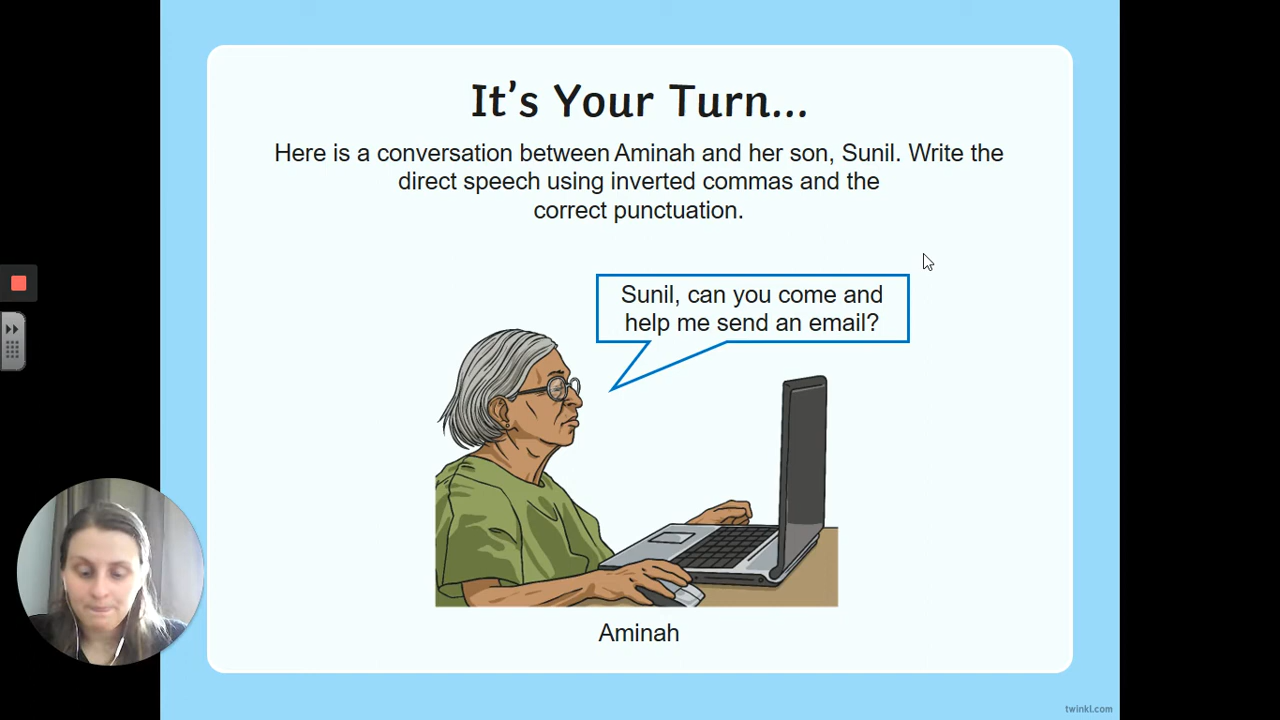 It's Your Turn...
Here is a conversation between Aminah and her son, Sunil. Write the
direct speech using inverted commas and the
correct punctuation.
Sunil, can you come and
help me send an email?
Aminah
twinkl.com